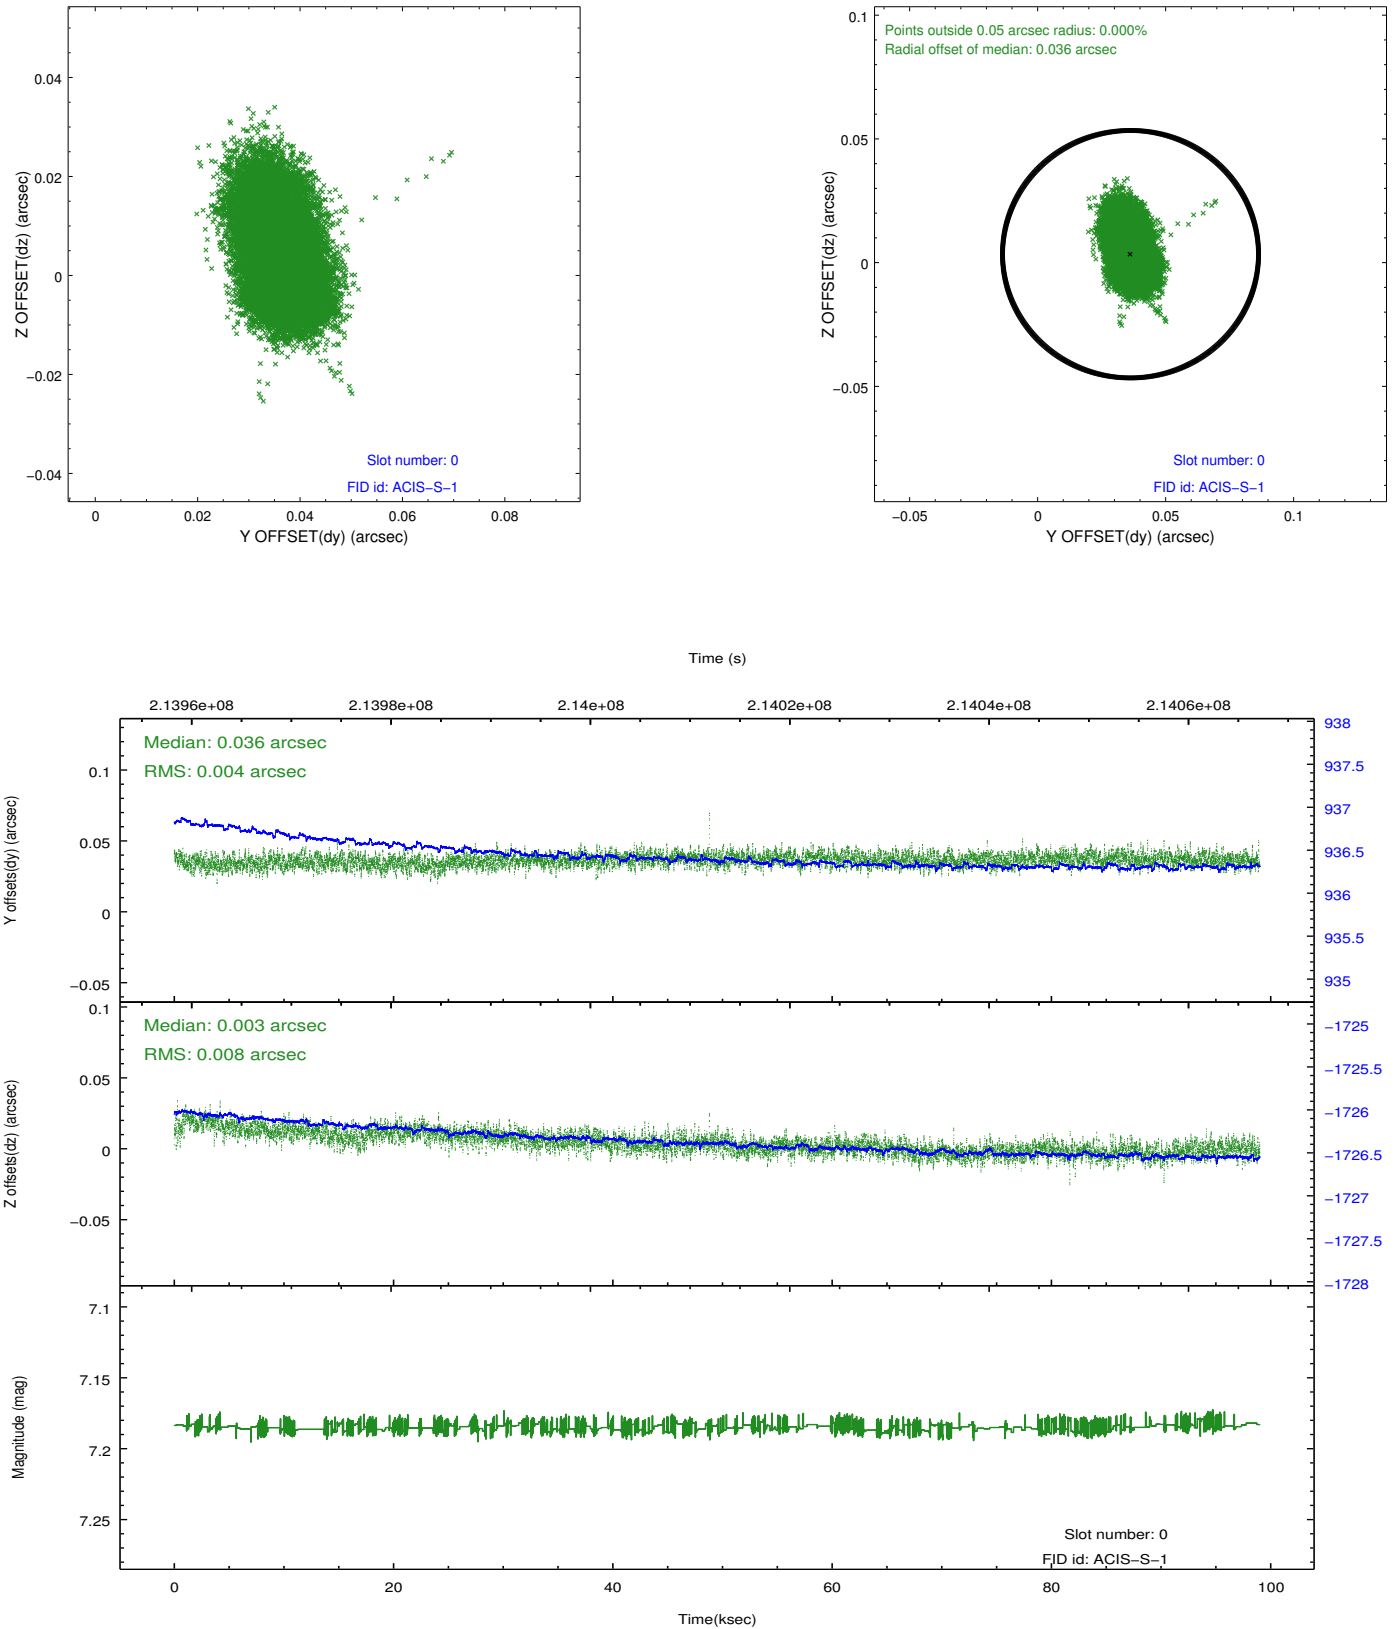 0.04
0.02
0
−0.02
−0.04
Z OFFSET(dz) (arcsec)
Slot number: 0
FID id: ACIS−S−1
0
0.02
0.04
0.06
0.08
Y OFFSET(dy) (arcsec)
Points outside 0.05 arcsec radius: 0.000%
Radial offset of median: 0.036 arcsec
0.1
0.05
0
−0.05
Z OFFSET(dz) (arcsec)
Slot number: 0
FID id: ACIS−S−1
−0.05
0
0.05
0.1
Y OFFSET(dy) (arcsec)
Time (s)
2.1396e+08
2.1398e+08
2.14e+08
2.1402e+08
2.1404e+08
2.1406e+08
Median: 0.036 arcsec
RMS: 0.004 arcsec
0.1
0.05
0
−0.05
Y offsets(dy) (arcsec)
938
937.5
937
936.5
936
935.5
935
Median: 0.003 arcsec
RMS: 0.008 arcsec
0.1
0.05
0
−0.05
Z offsets(dz) (arcsec)
−1725
−1725.5
−1726
−1726.5
−1727
−1727.5
−1728
7.1
7.15
7.2
7.25
Magnitude (mag)
Slot number: 0
FID id: ACIS−S−1
0
20
40
60
80
100
Time(ksec)